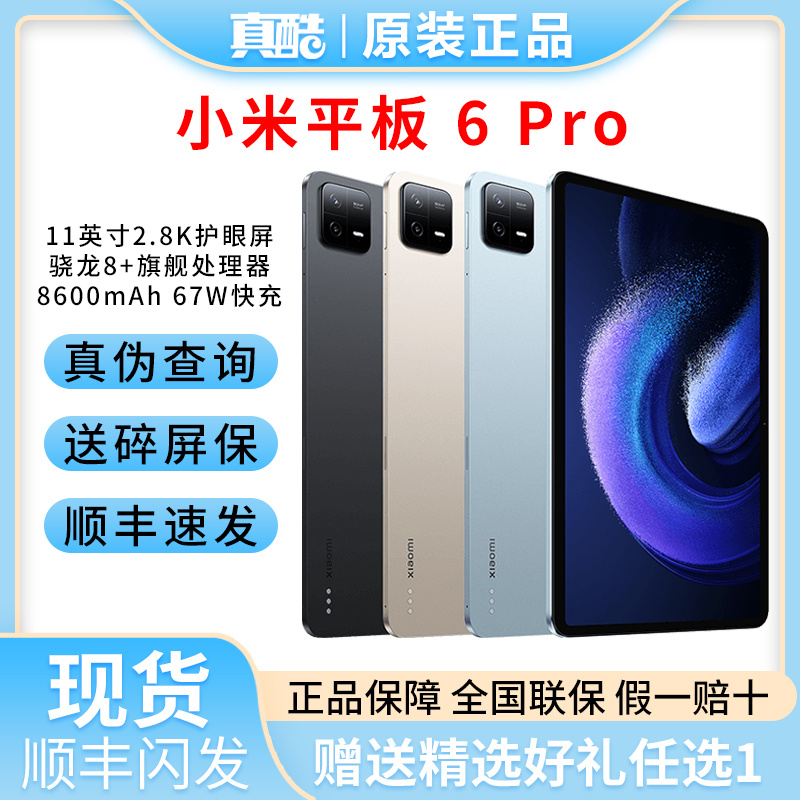 真酷 | 原装正品
小米平板 6 Pro
11英寸2.8K护眼屏
骁龙8+旗舰处理器
8600mAh 67W快充
真伪查询
送碎屏保
顺丰速发
xiaomi
xiaomi
xiaomi
现货
顺丰闪发
正品保障 全国联保 假一赔十
赠送精选好礼任选1